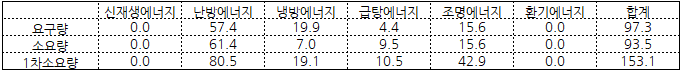 신재생에너지 난방에너지 냉방에너지 급탕에너지 조명에너지 환기에너지 합계
요구량 0.0 57.4 19.9 4.4 15.6 0.0 97.3
소요량 0.0 61.4 7.0 9.5 15.6 0.0 93.5
1차소요량 0.0 80.5 19.1 10.5 42.9 0.0 153.1